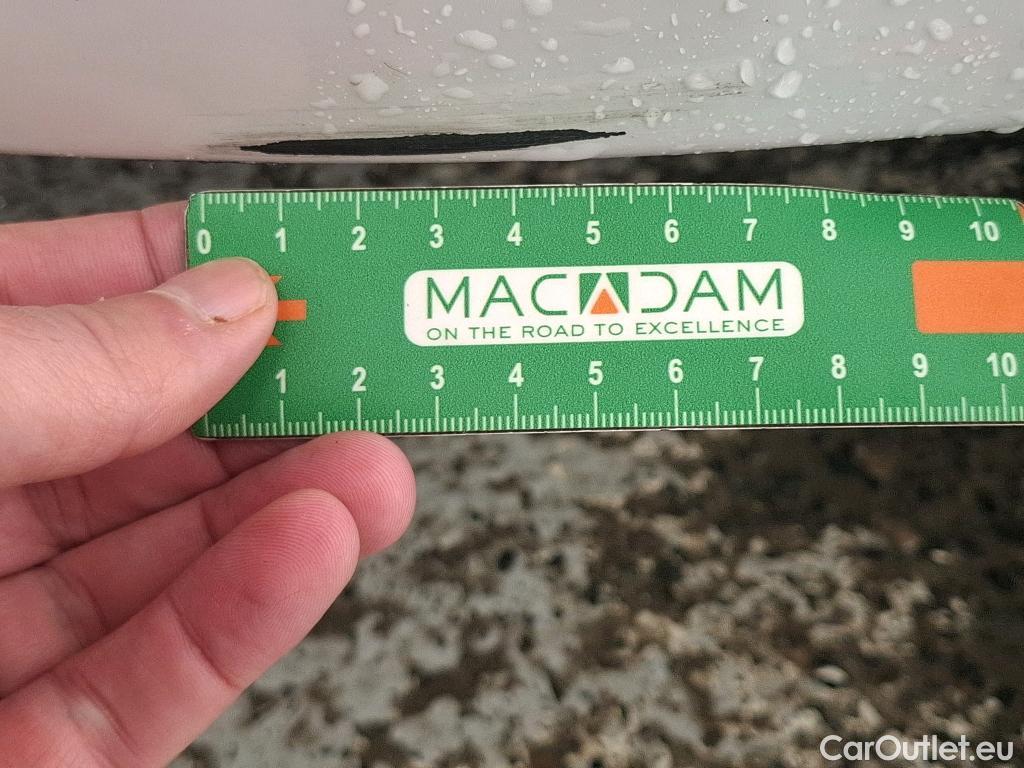 0 1 2 3 4 5 6 7 8 9 10
MACADAM
ON THE ROAD TO EXCELLENCE
1 2 3 4 5 6 7 8 9 10
CarOutlet.eu